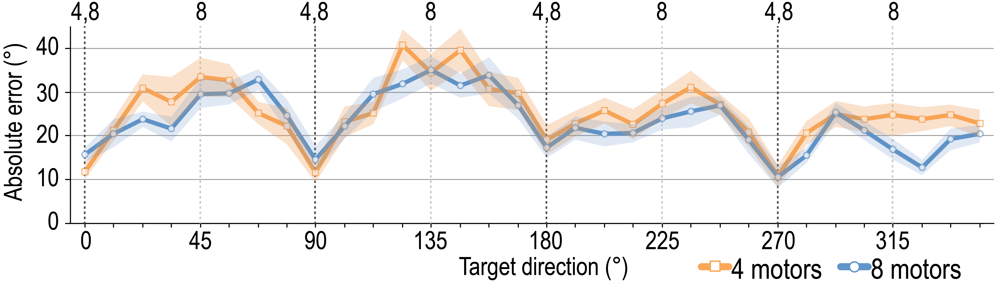 4,8 8 4,8 8 4,8 8 4,8 8
Absolute error (°)
40
30
20
10
0
0 45 90 135 180 225 270 315
Target direction (°)
4 motors 8 motors